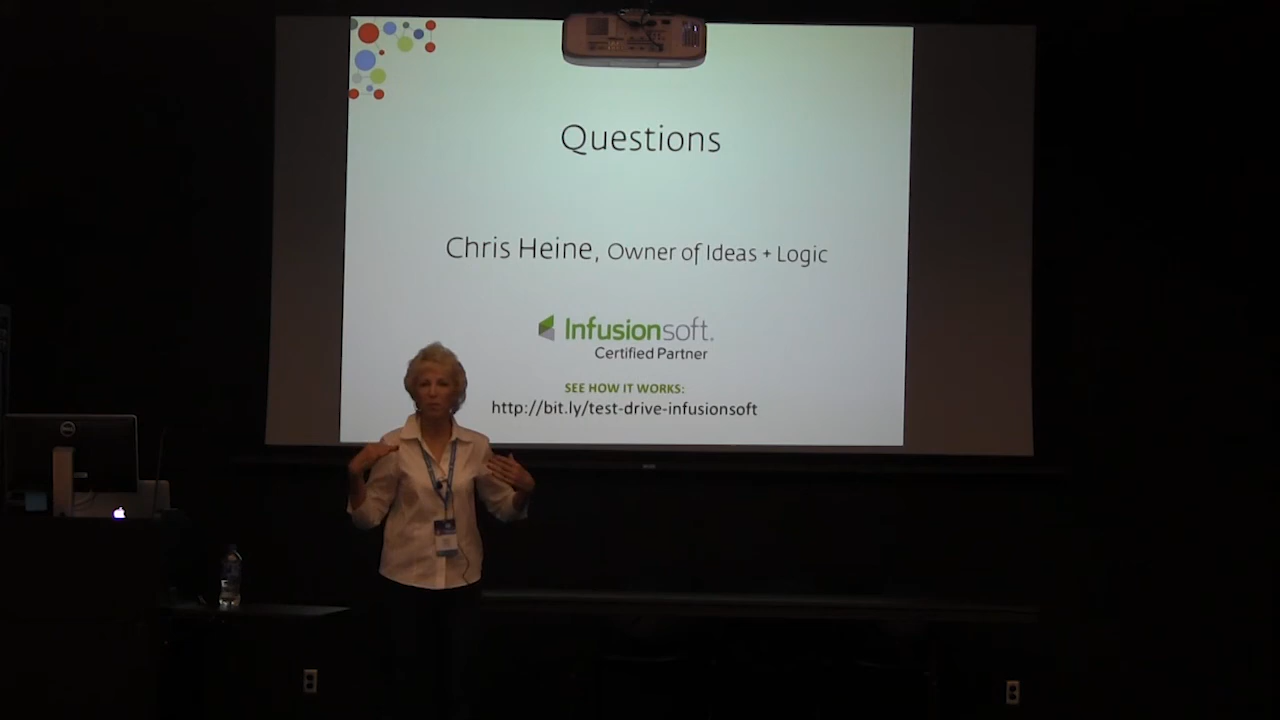 Questions
Chris Heine, Owner of Ideas + Logic
Infusionsoft.
Certified Partner
SEE HOW IT WORKS:
http://bit.ly/test-drive-infusionsoft
DELL